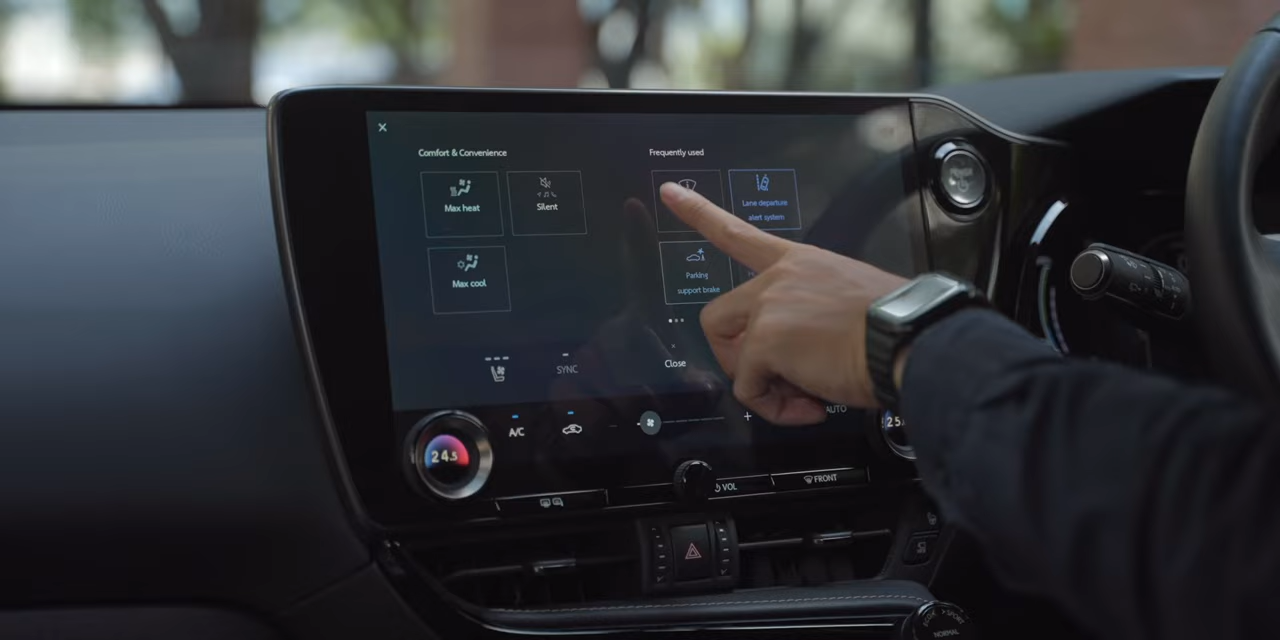 Comfort & Convenience
Frequently used
Max heat
Silent
Lane departure
alert system
Max cool
Parking
support brake
SYNC
Close
A/C
AUTO
24.5
25.
VOL
FRONT
NORMAL